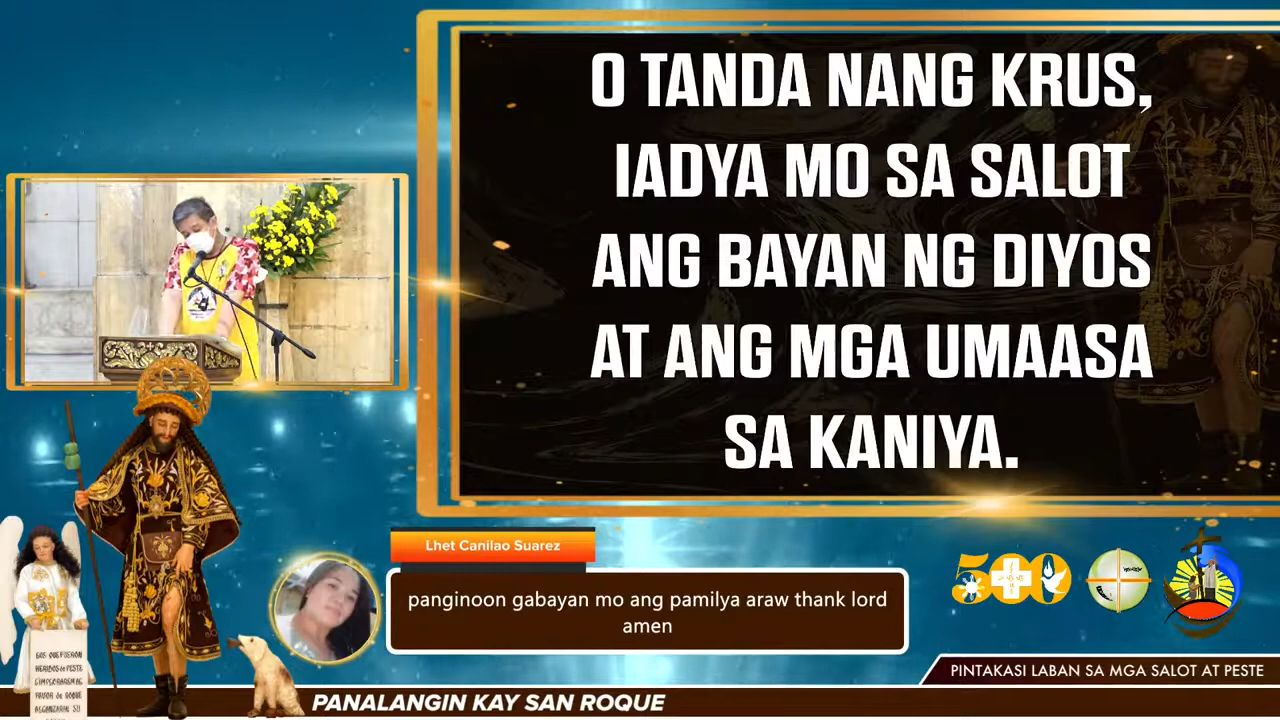 O TANDA NANG KRUS,
IADYA MO SA SALOT
ANG BAYAN NG DIYOS
AT ANG MGA UMAASA
SA KANIYA.
Lhet Canilao Suarez
panginoon gabayan mo ang pamilya araw thank lord
amen
500
PINTAKASI LABAN SA MGA SALOT AT PESTE
PANALANGIN KAY SAN ROQUE